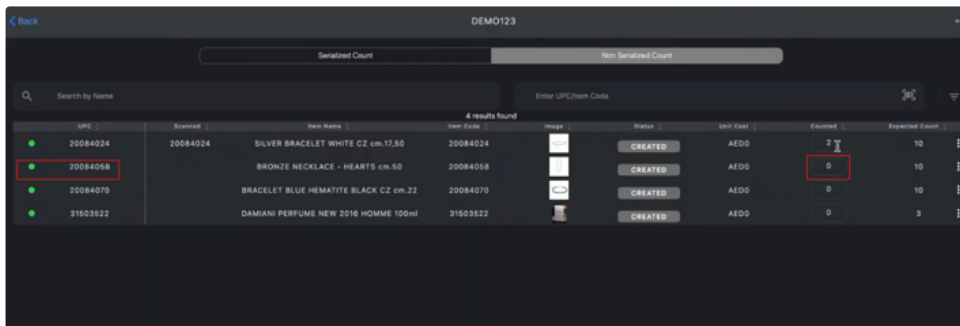 Back DEMO123
Serialized Count Non Serialized Count
Search by Name Enter UPC/Item Code
4 results found
UPC Scanned Item Name Item Code Image Status Unit Cost Counted Expected Count
20084024 20084024 SILVER BRACELET WHITE CZ cm.17,50 20084024 CREATED AED0 2 10
20084058 BRONZE NECKLACE - HEARTS cm.50 20084058 CREATED AED0 0 10
20084070 BRACELET BLUE HEMATITE BLACK CZ cm.22 20084070 CREATED AED0 0 10
31503522 DAMIANI PERFUME NEW 2016 HOMME 100ml 31503522 CREATED AED0 0 3